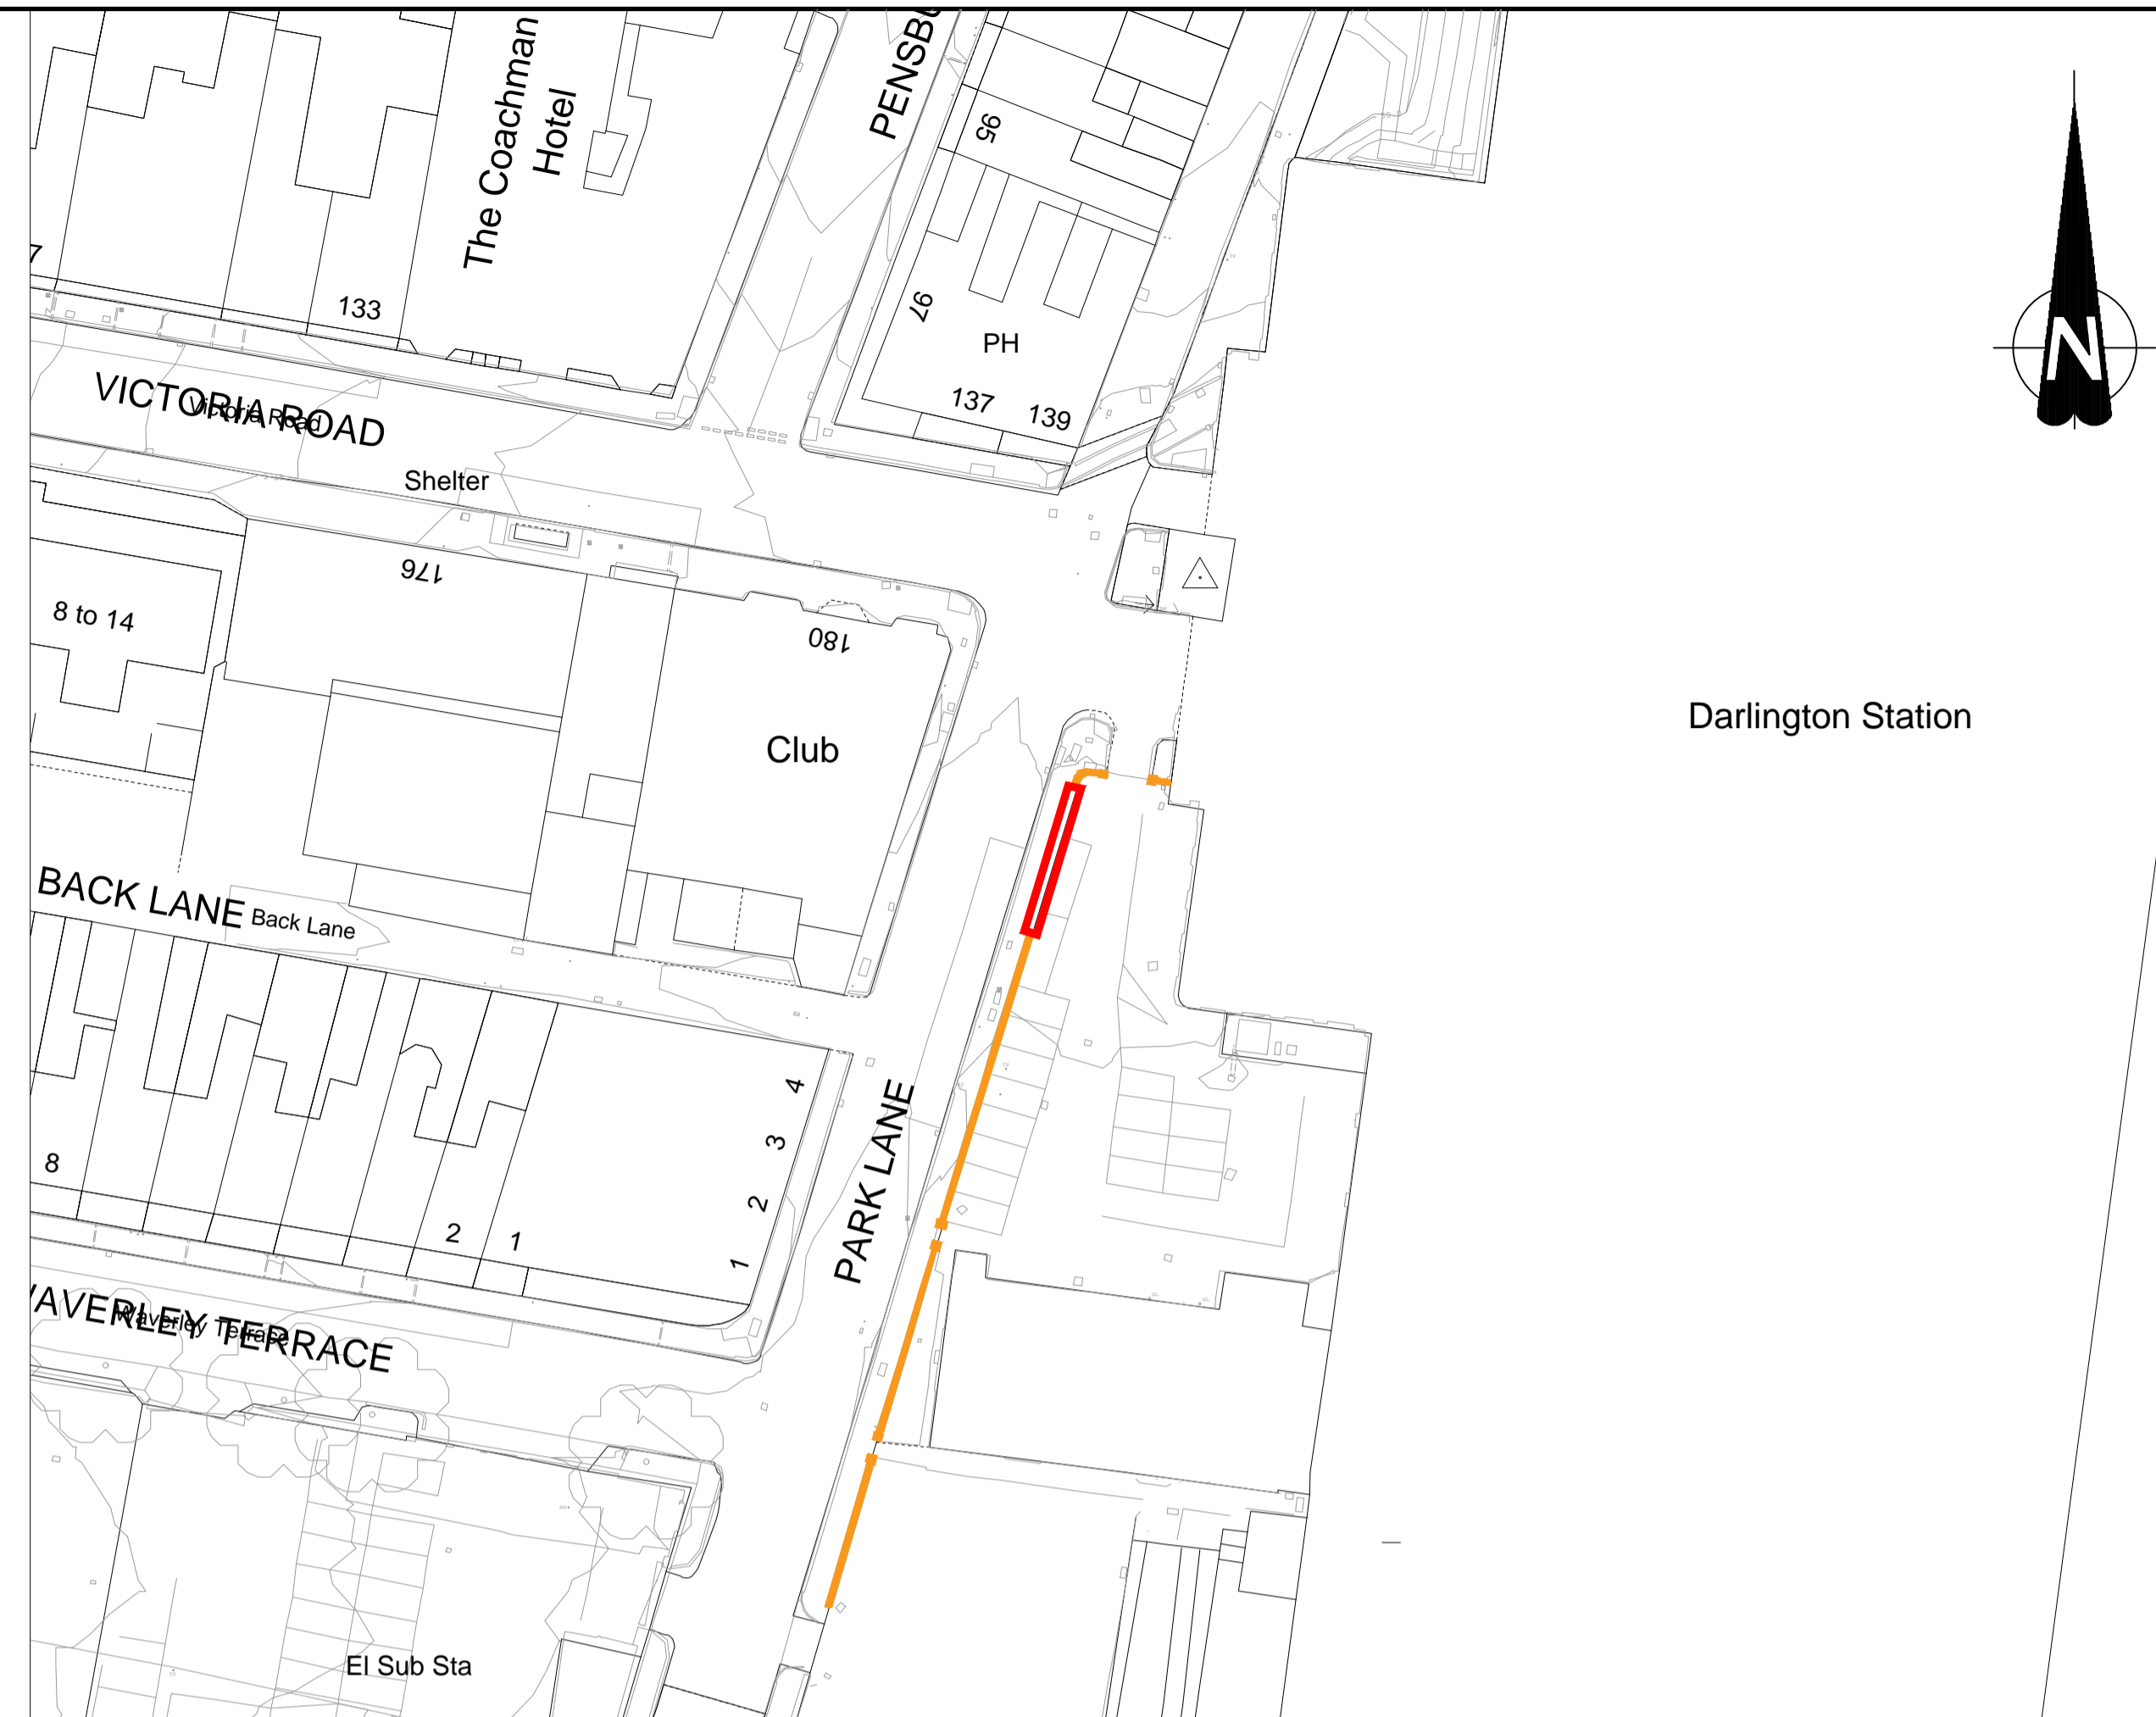 The Coachman
Hotel
PENSBU
95
97
PH
137
139
7
133
N
VICTORIA ROAD
Victoria Road
Shelter
176
8 to 14
180
Club
Darlington Station
BACK LANE
Back Lane
4
3
2
1
PARK LANE
8
2
1
WAVERLEY TERRACE
Waverley Terrace
El Sub Sta